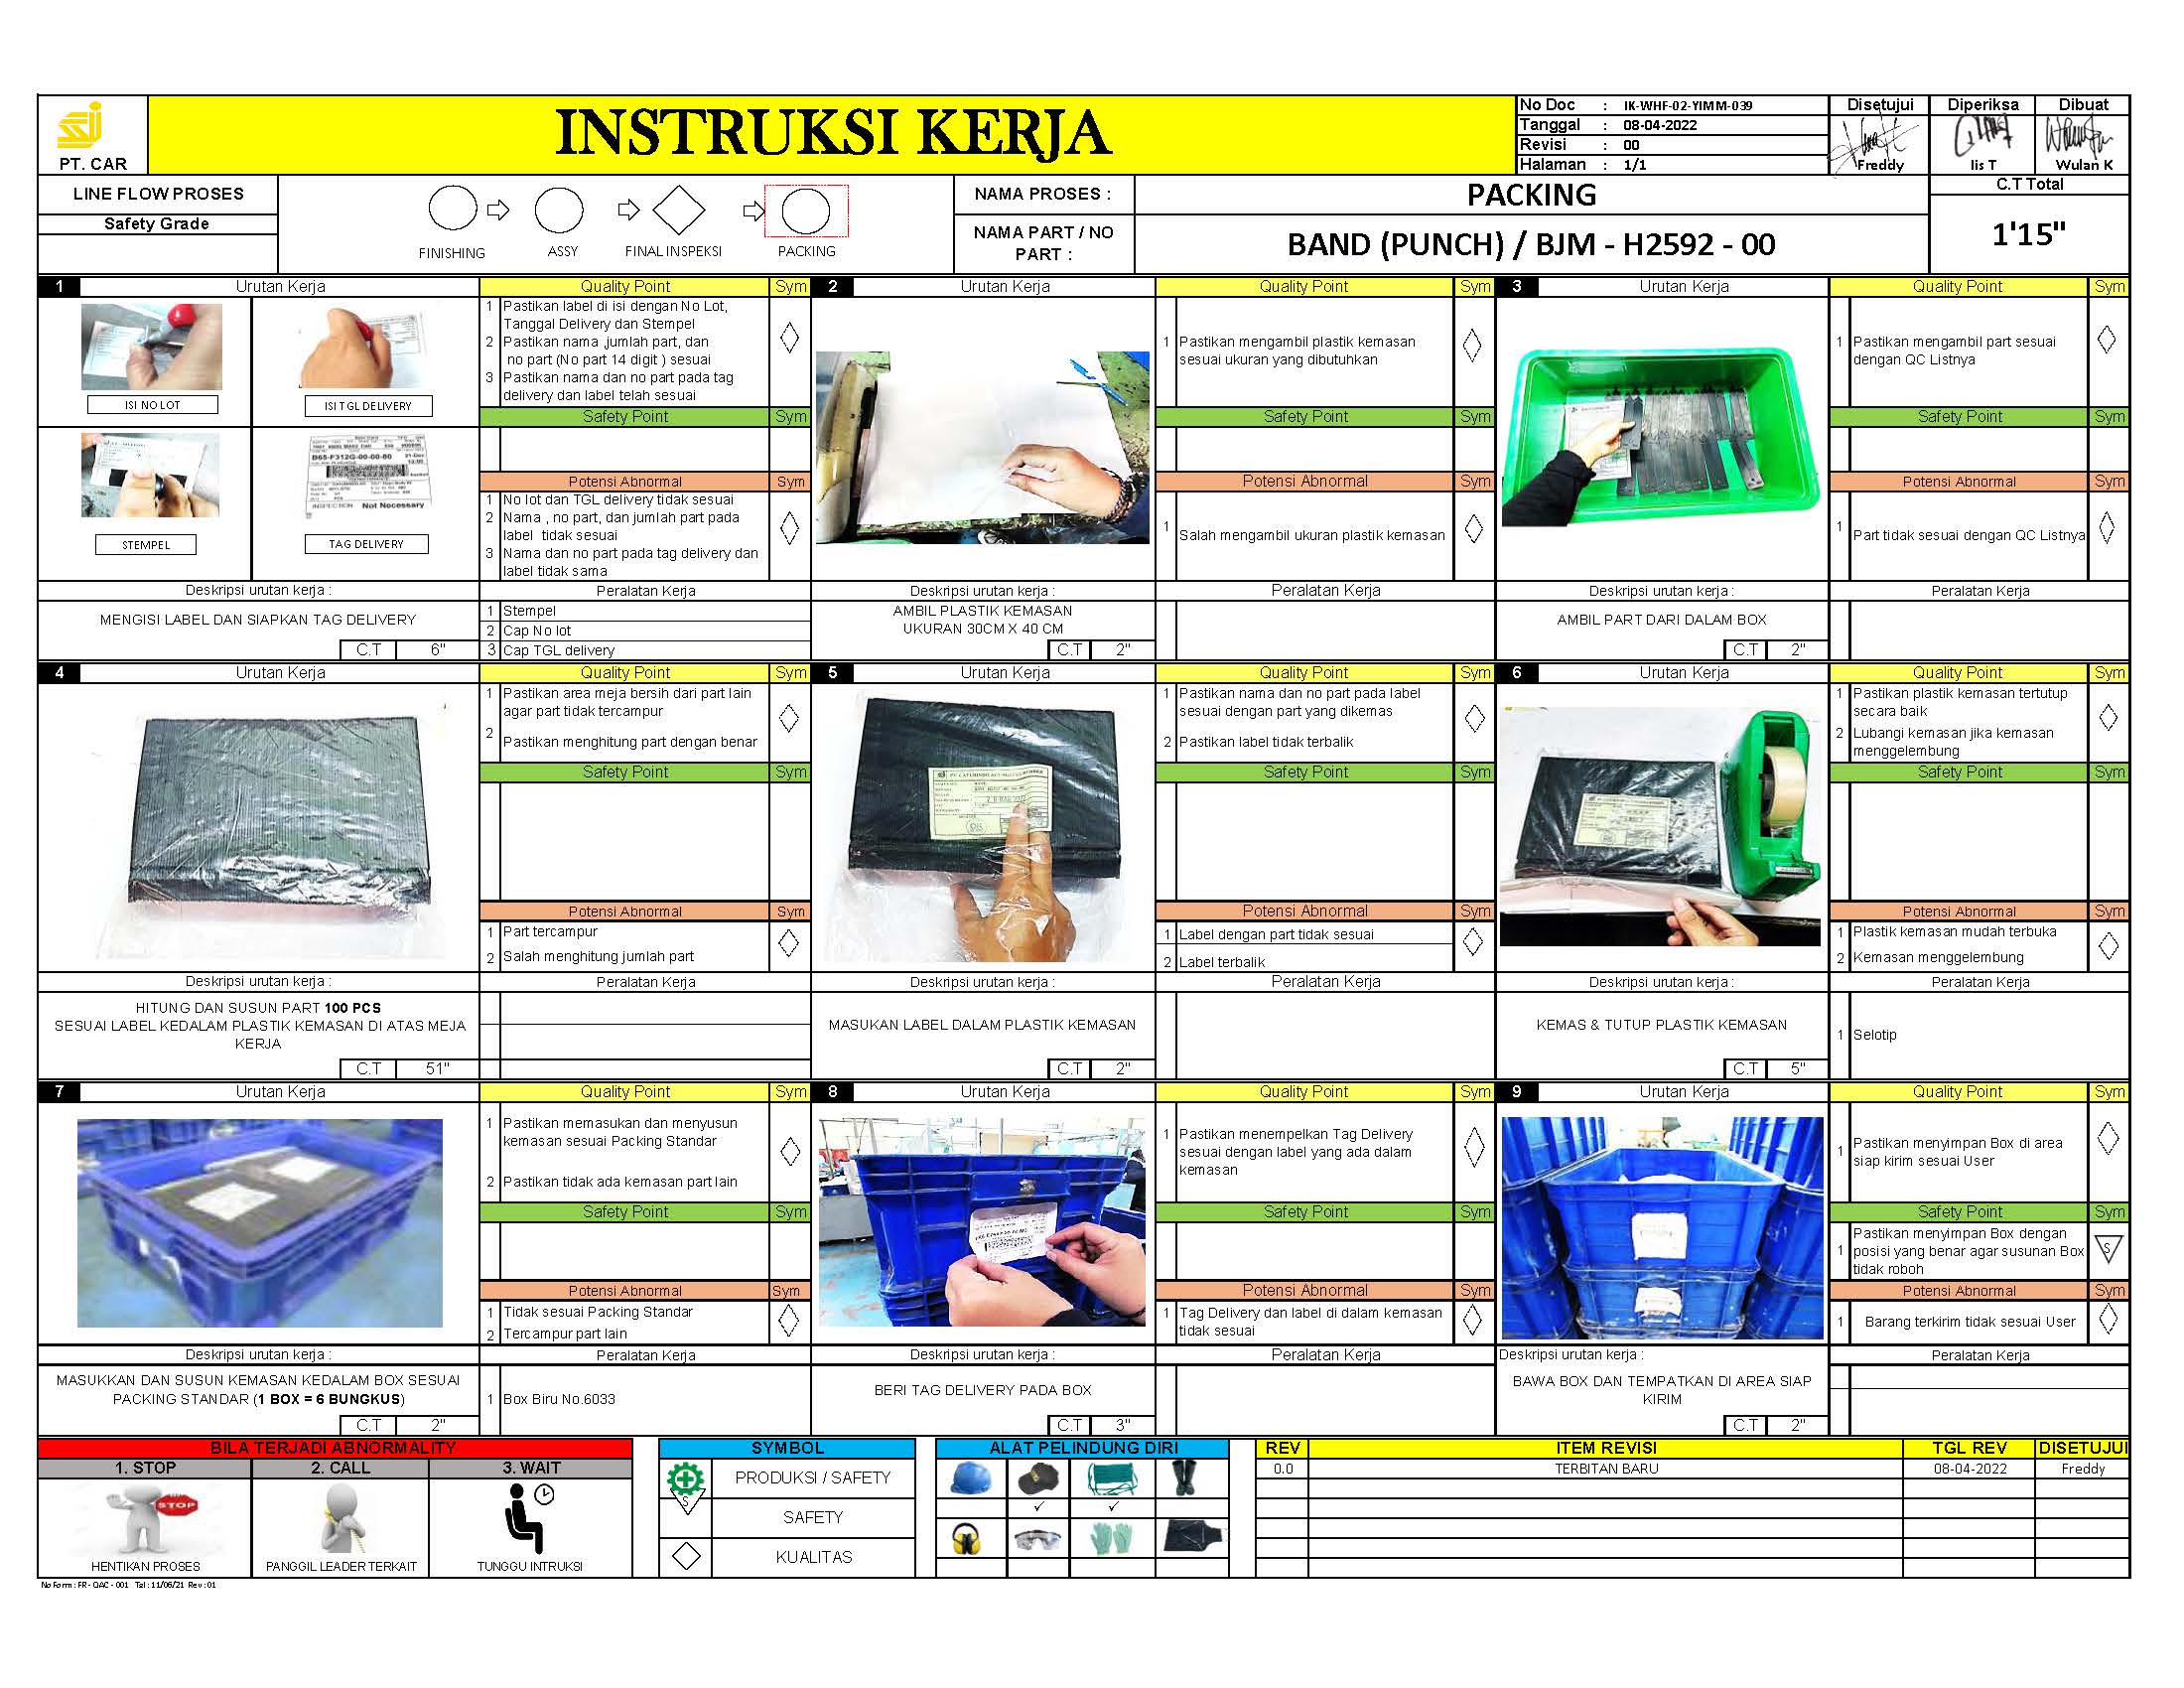 PT. CAR
INSTRUKSI KERJA
No Doc : IK-WHF-02-YIMM-039
Tanggal : 08-04-2022
Revisi : 00
Halaman : 1/1
Disetujui Diperiksa Dibuat
Freddy Iis T Wulan K
LINE FLOW PROSES
Safety Grade
FINISHING ASSY FINAL INSPEKSI PACKING
NAMA PROSES :
PACKING
NAMA PART / NO
PART :
BAND (PUNCH) / BJM - H2592 - 00
C.T Total
1'15"
1 Urutan Kerja
ISI NO LOT
ISI TGL DELIVERY
STEMPEL
B65-F312G-00-00-80
INSPECTION Not Necessary
TAG DELIVERY
Quality Point Sym
1 Pastikan label di isi dengan No Lot,
Tanggal Delivery dan Stempel
2 Pastikan nama ,jumlah part, dan
no part (No part 14 digit ) sesuai
3 Pastikan nama dan no part pada tag
delivery dan label telah sesuai
Safety Point Sym
Potensi Abnormal Sym
1 No lot dan TGL delivery tidak sesuai
2 Nama , no part, dan jumlah part pada
label tidak sesuai
3 Nama dan no part pada tag delivery dan
label tidak sama
Deskripsi urutan kerja :
MENGISI LABEL DAN SIAPKAN TAG DELIVERY
C.T 6"
Peralatan Kerja
1 Stempel
2 Cap No lot
3 Cap TGL delivery
2 Urutan Kerja
Quality Point Sym
1 Pastikan mengambil plastik kemasan
sesuai ukuran yang dibutuhkan
Safety Point Sym
Potensi Abnormal Sym
1 Salah mengambil ukuran plastik kemasan
Deskripsi urutan kerja :
AMBIL PLASTIK KEMASAN
UKURAN 30CM X 40 CM
C.T 2"
Peralatan Kerja
3 Urutan Kerja
Quality Point Sym
1 Pastikan mengambil part sesuai
dengan QC Listnya
Safety Point Sym
Potensi Abnormal Sym
1 Part tidak sesuai dengan QC Listnya
Deskripsi urutan kerja :
AMBIL PART DARI DALAM BOX
C.T 2"
Peralatan Kerja
4 Urutan Kerja
Quality Point Sym
1 Pastikan area meja bersih dari part lain
agar part tidak tercampur
2 Pastikan menghitung part dengan benar
Safety Point Sym
Potensi Abnormal Sym
1 Part tercampur
2 Salah menghitung jumlah part
Deskripsi urutan kerja :
HITUNG DAN SUSUN PART 100 PCS
SESUAI LABEL KEDALAM PLASTIK KEMASAN DI ATAS MEJA
KERJA
C.T 51"
Peralatan Kerja
5 Urutan Kerja
Quality Point Sym
1 Pastikan nama dan no part pada label
sesuai dengan part yang dikemas
2 Pastikan label tidak terbalik
Safety Point Sym
Potensi Abnormal Sym
1 Label dengan part tidak sesuai
2 Label terbalik
Deskripsi urutan kerja :
MASUKAN LABEL DALAM PLASTIK KEMASAN
C.T 2"
Peralatan Kerja
6 Urutan Kerja
Quality Point Sym
1 Pastikan plastik kemasan tertutup
secara baik
2 Lubangi kemasan jika kemasan
menggelembung
Safety Point Sym
Potensi Abnormal Sym
1 Plastik kemasan mudah terbuka
2 Kemasan menggelembung
Deskripsi urutan kerja :
KEMAS & TUTUP PLASTIK KEMASAN
C.T 5"
Peralatan Kerja
1 Selotip
7 Urutan Kerja
Quality Point Sym
1 Pastikan memasukan dan menyusun
kemasan sesuai Packing Standar
2 Pastikan tidak ada kemasan part lain
Safety Point Sym
Potensi Abnormal Sym
1 Tidak sesuai Packing Standar
2 Tercampur part lain
Deskripsi urutan kerja :
MASUKKAN DAN SUSUN KEMASAN KEDALAM BOX SESUAI
PACKING STANDAR (1 BOX = 6 BUNGKUS)
C.T 2"
Peralatan Kerja
1 Box Biru No.6033
8 Urutan Kerja
Quality Point Sym
1 Pastikan menempelkan Tag Delivery
sesuai dengan label yang ada dalam
kemasan
Safety Point Sym
Potensi Abnormal Sym
1 Tag Delivery dan label di dalam kemasan
tidak sesuai
Deskripsi urutan kerja :
BERI TAG DELIVERY PADA BOX
C.T 3"
Peralatan Kerja
9 Urutan Kerja
Quality Point Sym
1 Pastikan menyimpan Box di area
siap kirim sesuai User
Safety Point Sym
1 Pastikan menyimpan Box dengan
posisi yang benar agar susunan Box
tidak roboh
S
Potensi Abnormal Sym
1 Barang terkirim tidak sesuai User
Deskripsi urutan kerja :
BAWA BOX DAN TEMPATKAN DI AREA SIAP
KIRIM
C.T 2"
Peralatan Kerja
BILA TERJADI ABNORMALITY
1. STOP 2. CALL 3. WAIT
STOP
HENTIKAN PROSES PANGGIL LEADER TERKAIT TUNGGU INTRUKSI
SYMBOL
PRODUKSI / SAFETY
S SAFETY
KUALITAS
ALAT PELINDUNG DIRI
REV ITEM REVISI TGL REV DISETUJUI
0.0 TERBITAN BARU 08-04-2022 Freddy
No Form : FR - QAC - 001 Tgl : 11/06/21 Rev : 01